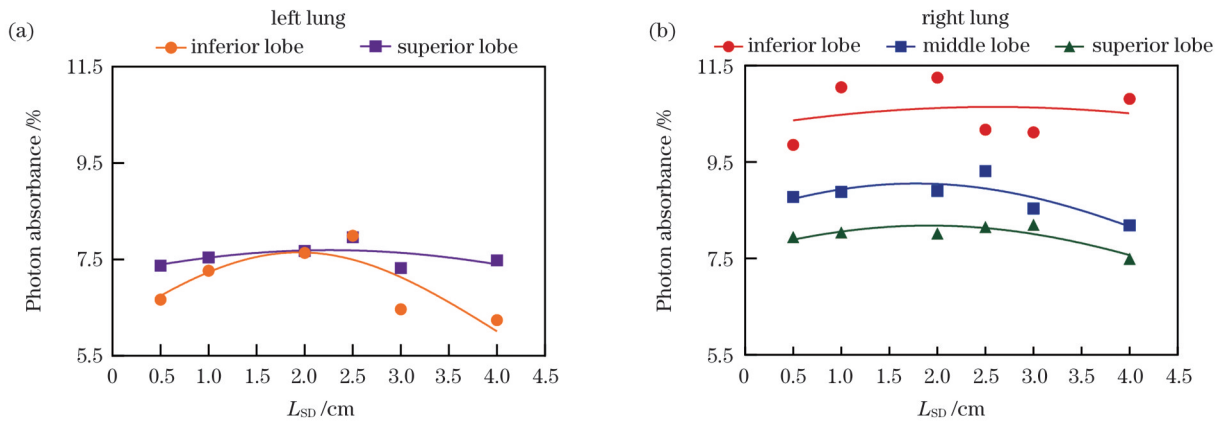 (a)
left lung
inferior lobe superior lobe
11.5
9.5
7.5
5.5
Photon absorbance /%
0 0.5 1.0 1.5 2.0 2.5 3.0 3.5 4.0 4.5
L_SD /cm
(b)
right lung
inferior lobe middle lobe superior lobe
11.5
9.5
7.5
5.5
Photon absorbance /%
0 0.5 1.0 1.5 2.0 2.5 3.0 3.5 4.0 4.5
L_SD /cm